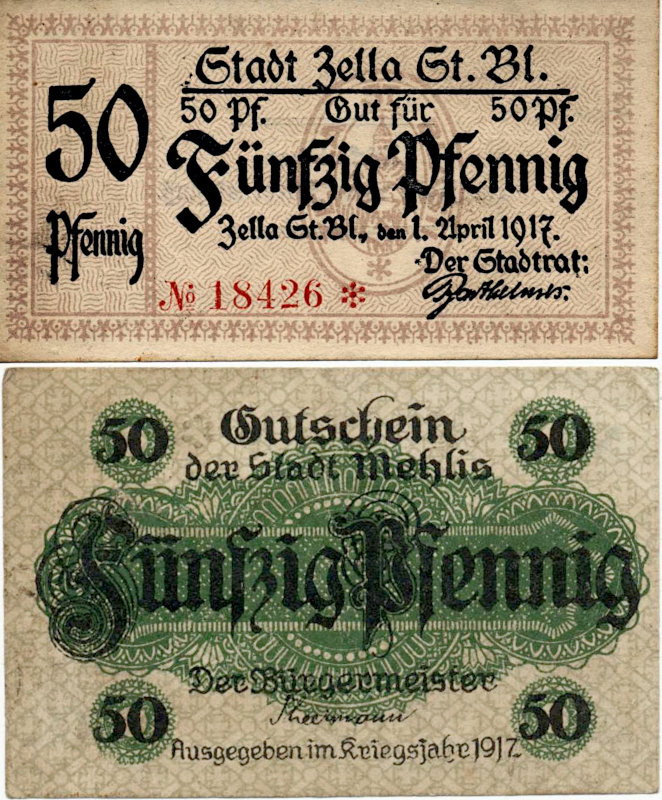 50
Pfennig
Stadt Zella St. Bl.
50 Pf. Gut für 50 Pf.
Fünfzig Pfennig
Zella St. Bl., den 1. April 1917.
Der Stadtrat:
№ 18426 *
50 Gutschein 50
der Stadt Mehlis
Fünfzig Pfennig
Der Bürgermeister
50 50
Ausgegeben im Kriegsjahr 1917.